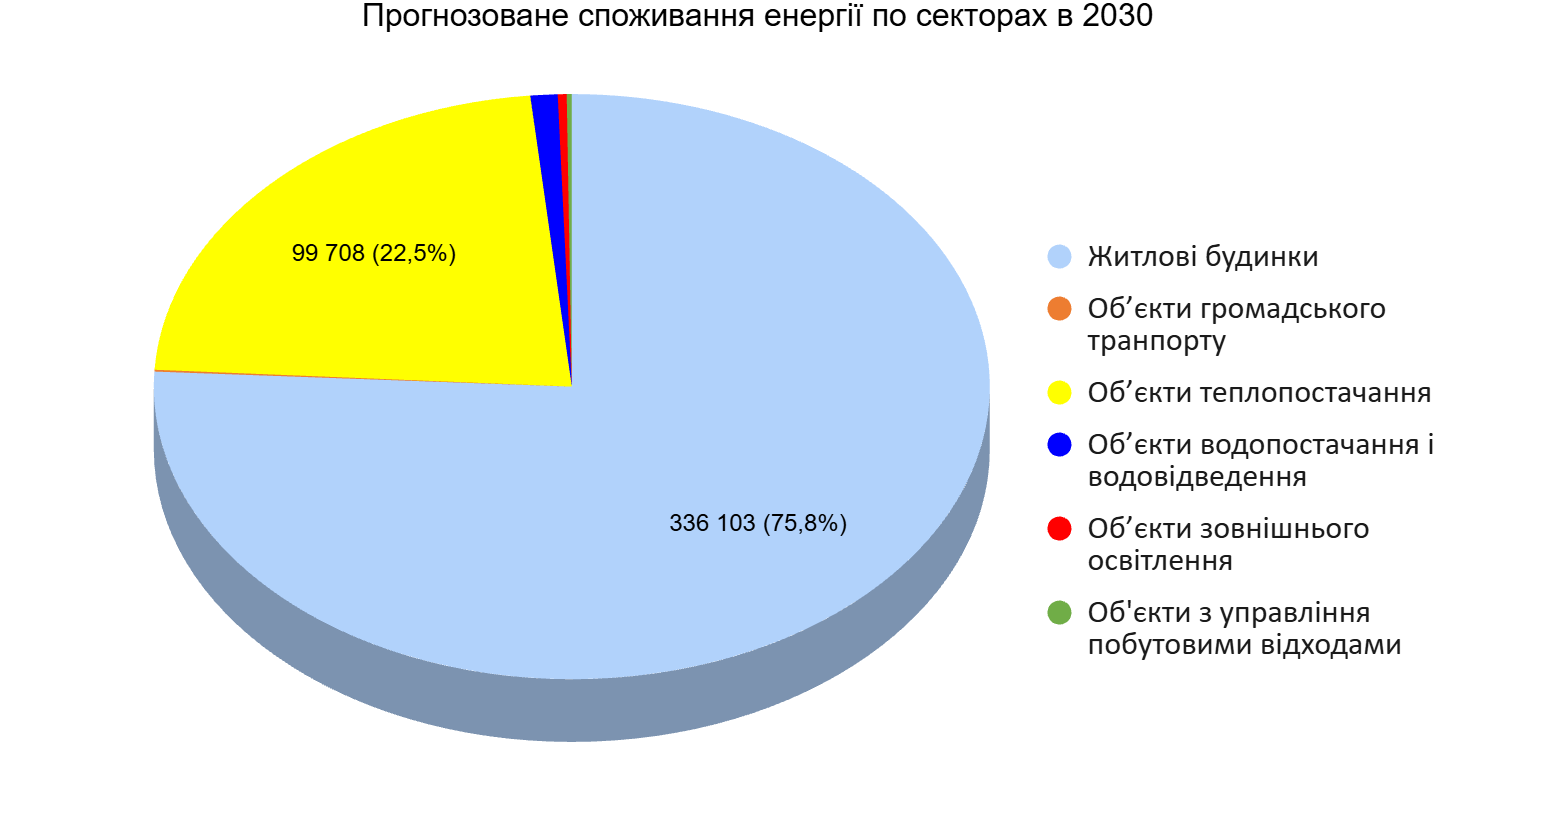 Прогнозоване споживання енергії по секторах в 2030
99 708 (22,5%)
336 103 (75,8%)
Житлові будинки
Об’єкти громадського
транпорту
Об’єкти теплопостачання
Об’єкти водопостачання і
водовідведення
Об’єкти зовнішнього
освітлення
Об'єкти з управління
побутовими відходами